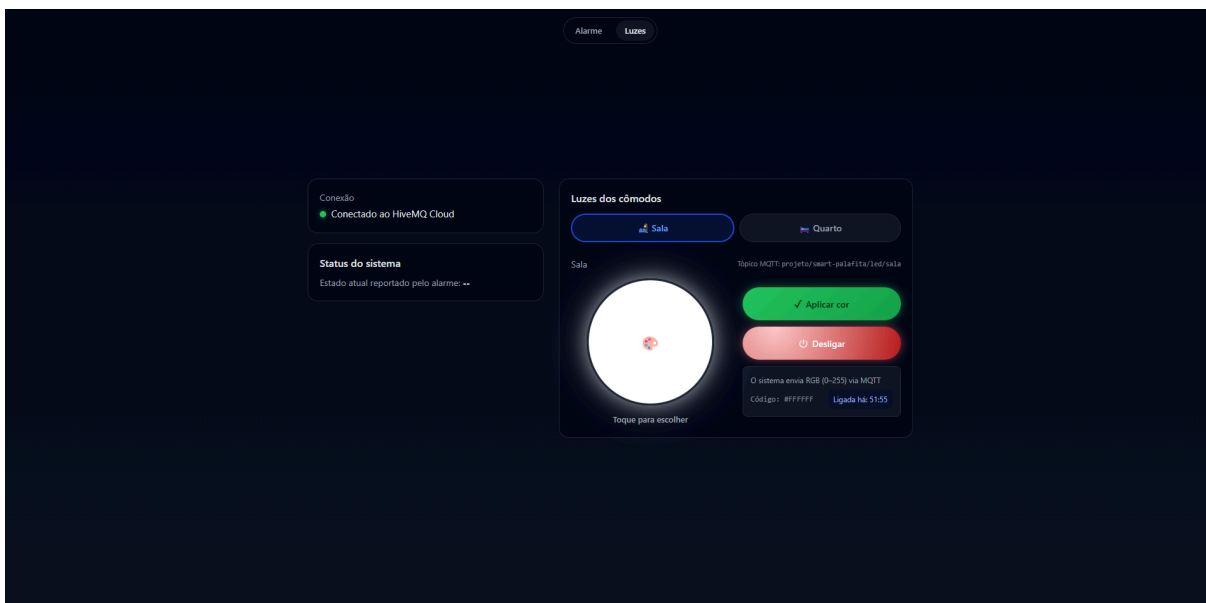 Alarme Luzes
Conexão
Conectado ao HiveMQ Cloud
Status do sistema
Estado atual reportado pelo alarme: --
Luzes dos cômodos
Sala Quarto
Sala Tópico MQTT: projeto/smart-palafita/led/sala
✓ Aplicar cor
Desligar
O sistema envia RGB (0–255) via MQTT
Código: #FFFFFF Ligada há: 51:55
Toque para escolher